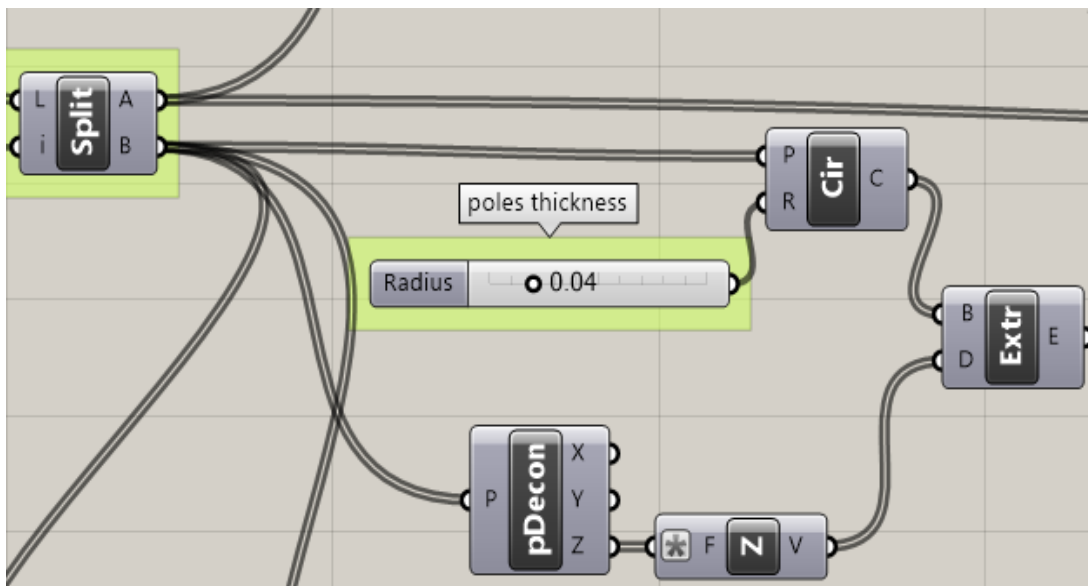 L
Split
A
i
B
poles thickness
P
Cir
C
R
Radius
0.04
B
Extr
E
D
P
pDecon
X
Y
Z
F
Z
V